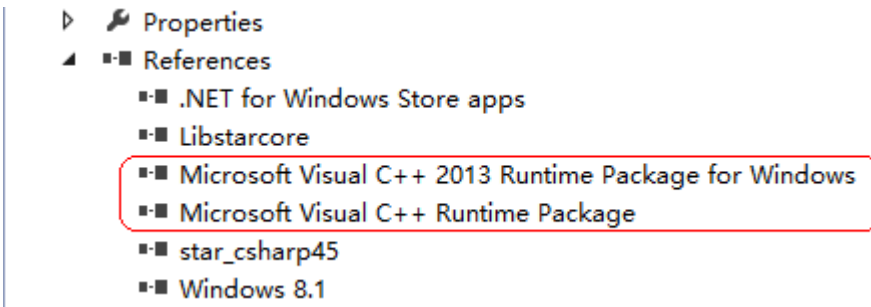 Properties
References
.NET for Windows Store apps
Libstarcore
Microsoft Visual C++ 2013 Runtime Package for Windows
Microsoft Visual C++ Runtime Package
star_csharp45
Windows 8.1